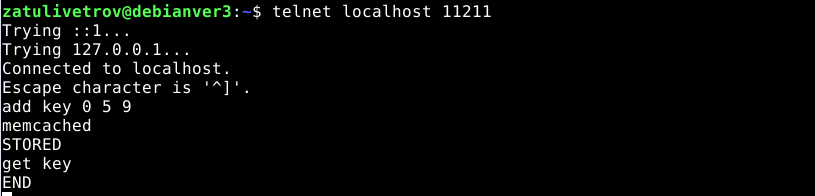 zatulivetrov@debianver3:~$ telnet localhost 11211
Trying ::1...
Trying 127.0.0.1...
Connected to localhost.
Escape character is '^]'.
add key 0 5 9
memcached
STORED
get key
END